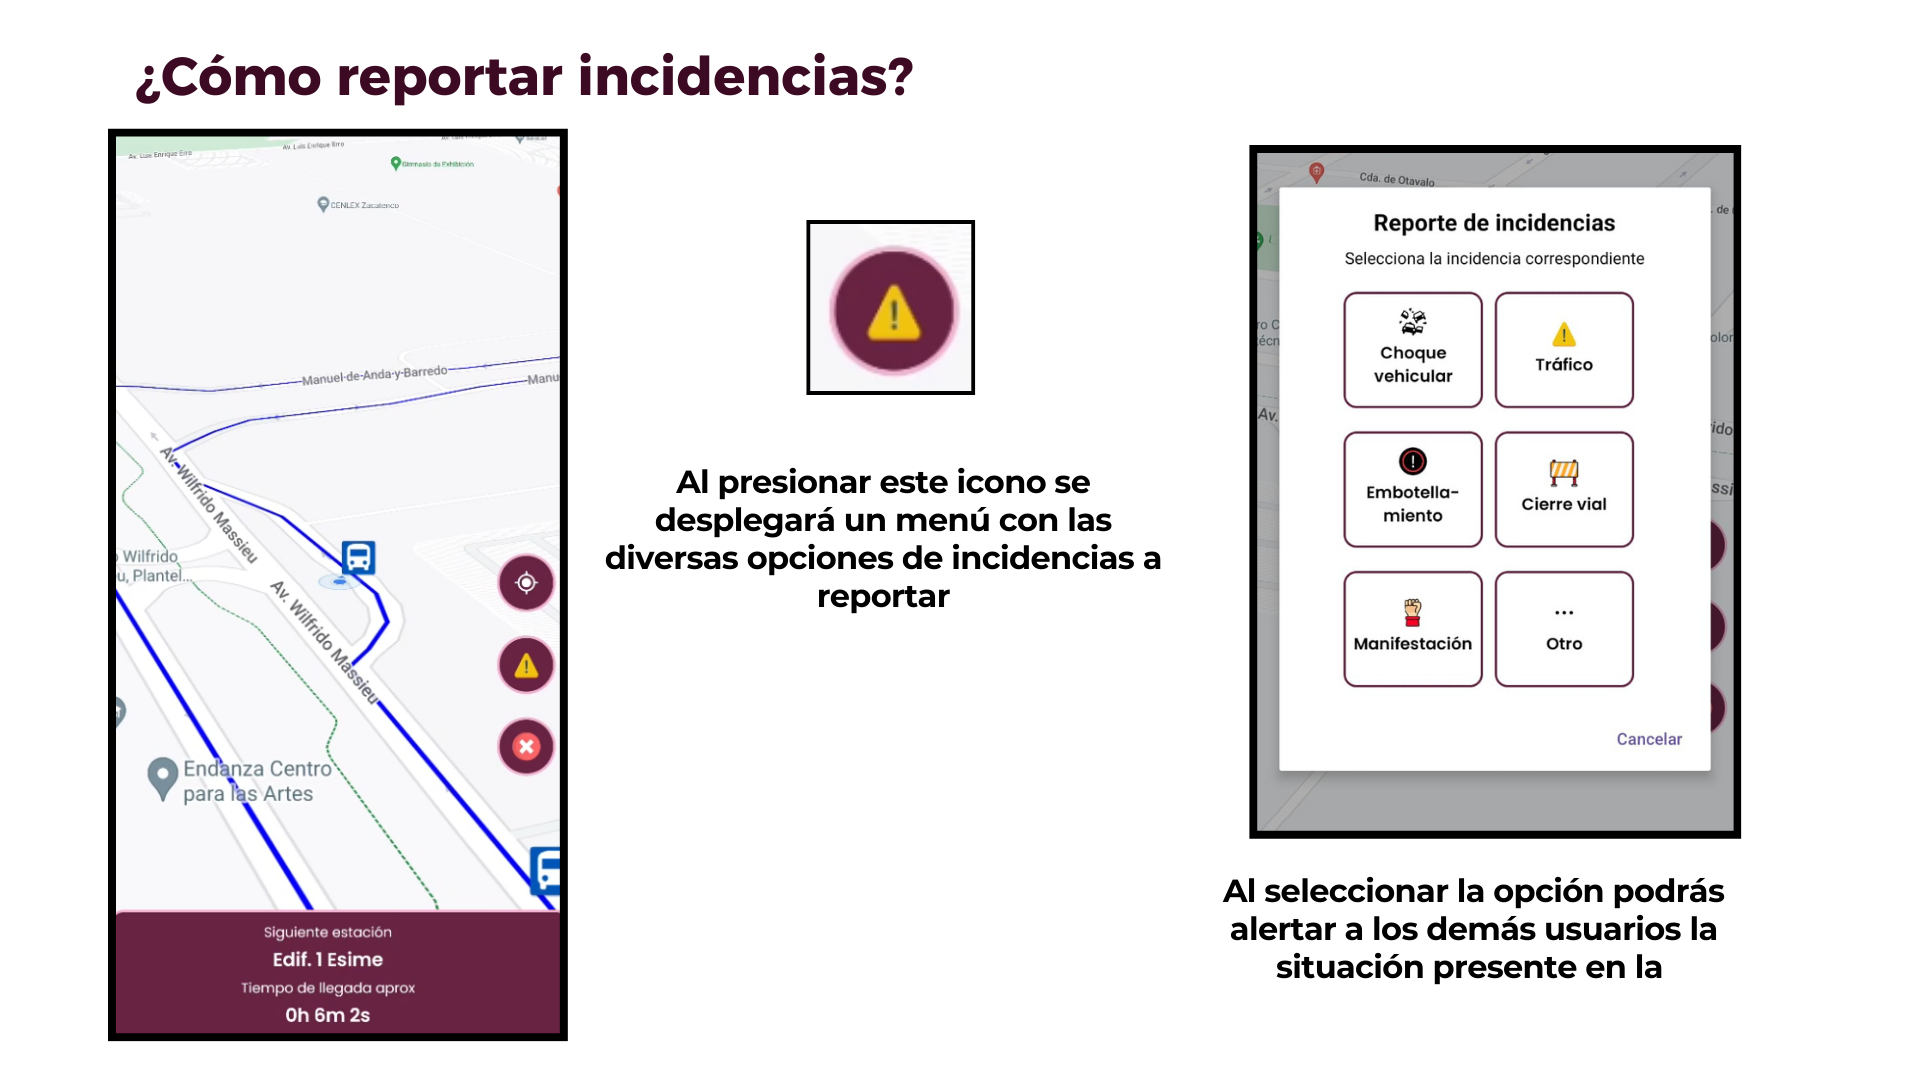 ¿Cómo reportar incidencias?
Av. Luis Enrique Erro
Av. Luis Enrique Erro
Gimnasio de Exhibición
CENLEX Zacatenco
Manuel-de-Anda-y-Barredo
Manu
Av. Wilfrido Massieu
Wilfrido
u, Plantel...
Av. Wilfrido Massieu
Endanza Centro
para las Artes
Siguiente estación
Edif. 1 Esime
Tiempo de llegada aprox
0h 6m 2s
Al presionar este icono se
desplegará un menú con las
diversas opciones de incidencias a
reportar
Cda. de Otavalo
Reporte de incidencias
Selecciona la incidencia correspondiente
Choque
vehicular
Tráfico
Embotella-
miento
Cierre vial
Manifestación
...
Otro
Cancelar
Av.
Al seleccionar la opción podrás
alertar a los demás usuarios la
situación presente en la